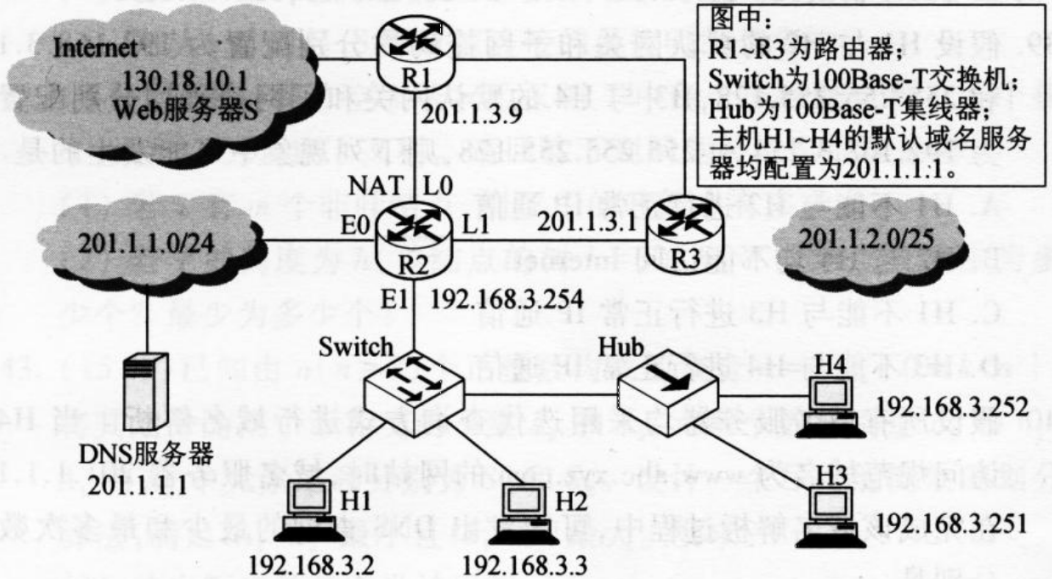 Internet
130.18.10.1
Web服务器S
R1
201.1.3.9
图中:
R1~R3为路由器;
Switch为100Base-T交换机;
Hub为100Base-T集线器;
主机H1~H4的默认域名服务
器均配置为201.1.1.1。
NAT L0
E0
L1
201.1.3.1
R2
R3
201.1.1.0/24
201.1.2.0/25
E1
192.168.3.254
Switch
Hub
DNS服务器
201.1.1.1
H4
192.168.3.252
H1
H2
H3
192.168.3.2
192.168.3.3
192.168.3.251